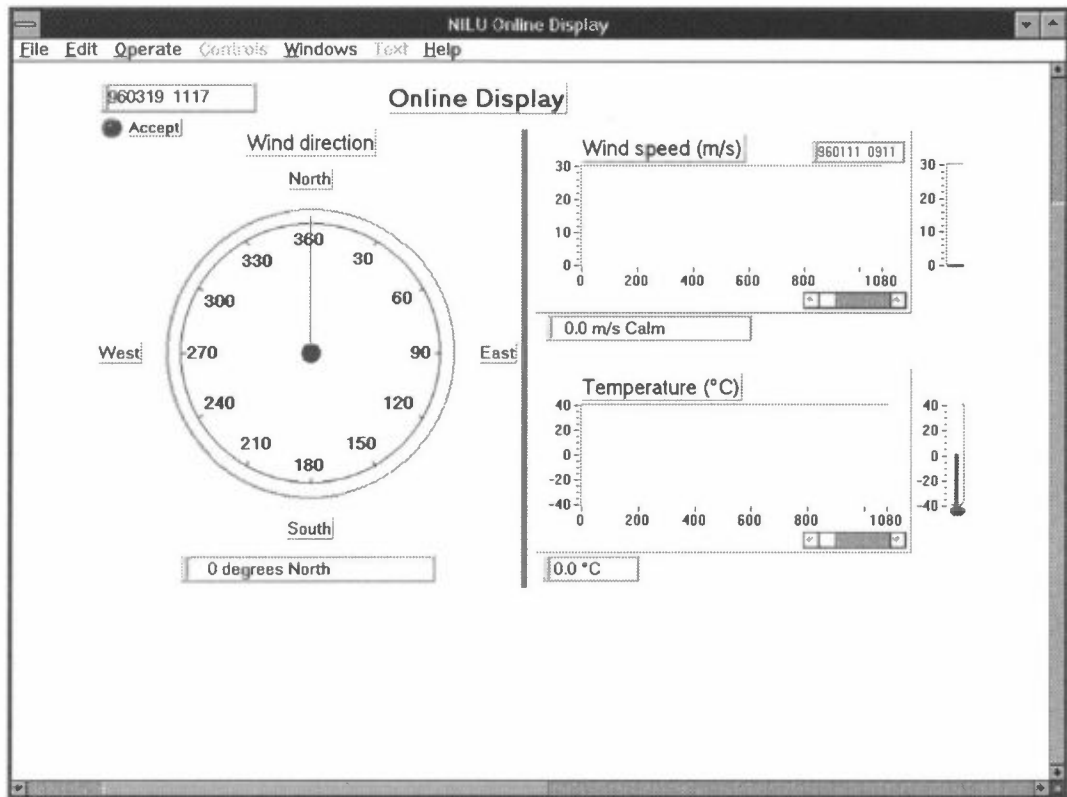 NILU Online Display
File Edit Operate Controls Windows Text Help
960319 1117
Online Display
Accept
Wind direction
North
360
30
60
90
120
150
180
210
240
270
300
330
West
East
South
0 degrees North
Wind speed (m/s)
960111 0911
30
20
10
0
0 200 400 600 800 1080
30
20
10
0
0.0 m/s Calm
Temperature (°C)
40
20
0
-20
-40
0 200 400 600 800 1080
40
20
0
-20
-40
0.0 °C